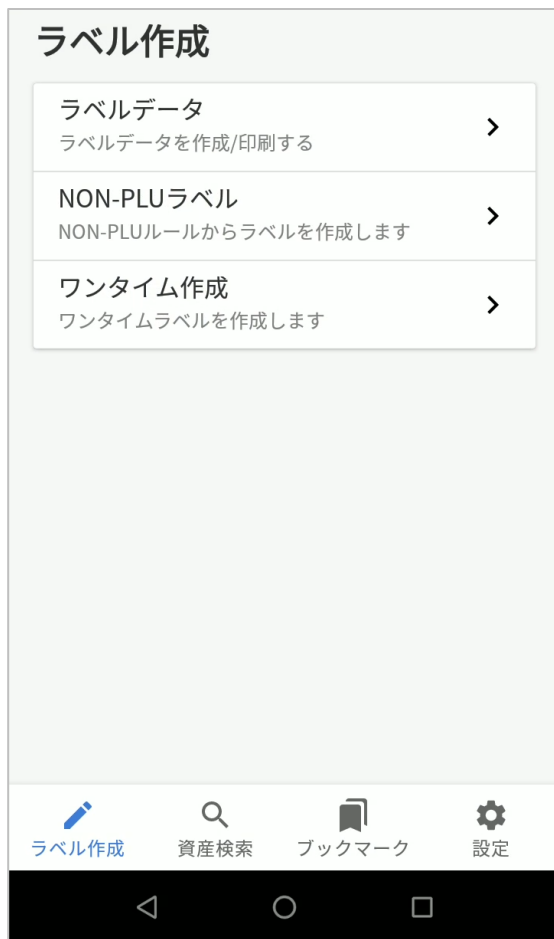 ラベル作成
ラベルデータ
ラベルデータを作成/印刷する
NON-PLUラベル
NON-PLUルールからラベルを作成します
ワンタイム作成
ワンタイムラベルを作成します
ラベル作成 資産検索 ブックマーク 設定